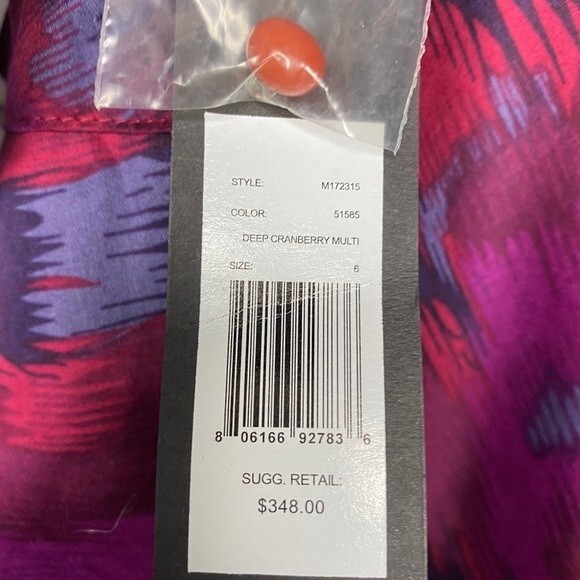 STYLE: M172315
COLOR: 51585
DEEP CRANBERRY MULTI
SIZE: 6
8 06166 92783 6
SUGG. RETAIL:
$348.00